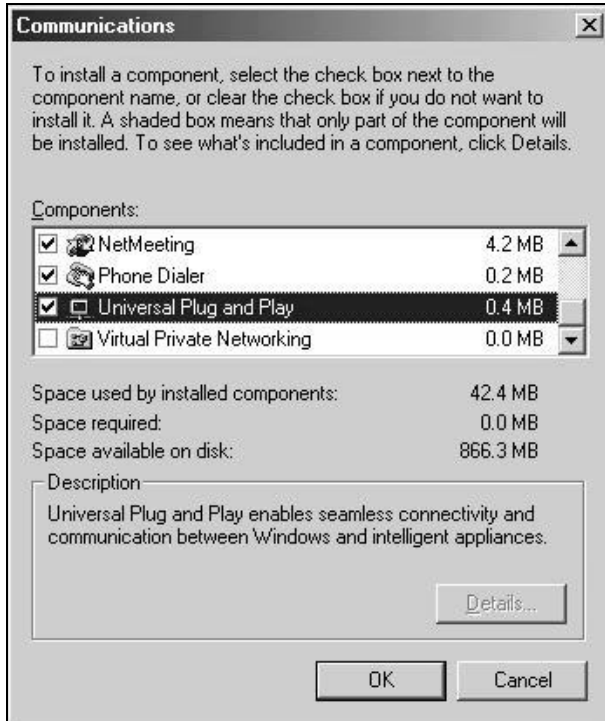 Communications
To install a component, select the check box next to the
component name, or clear the check box if you do not want to
install it. A shaded box means that only part of the component will
be installed. To see what's included in a component, click Details.
Components:
NetMeeting 4.2 MB
Phone Dialer 0.2 MB
Universal Plug and Play 0.4 MB
Virtual Private Networking 0.0 MB
Space used by installed components: 42.4 MB
Space required: 0.0 MB
Space available on disk: 866.3 MB
Description
Universal Plug and Play enables seamless connectivity and
communication between Windows and intelligent appliances.
Details...
OK Cancel